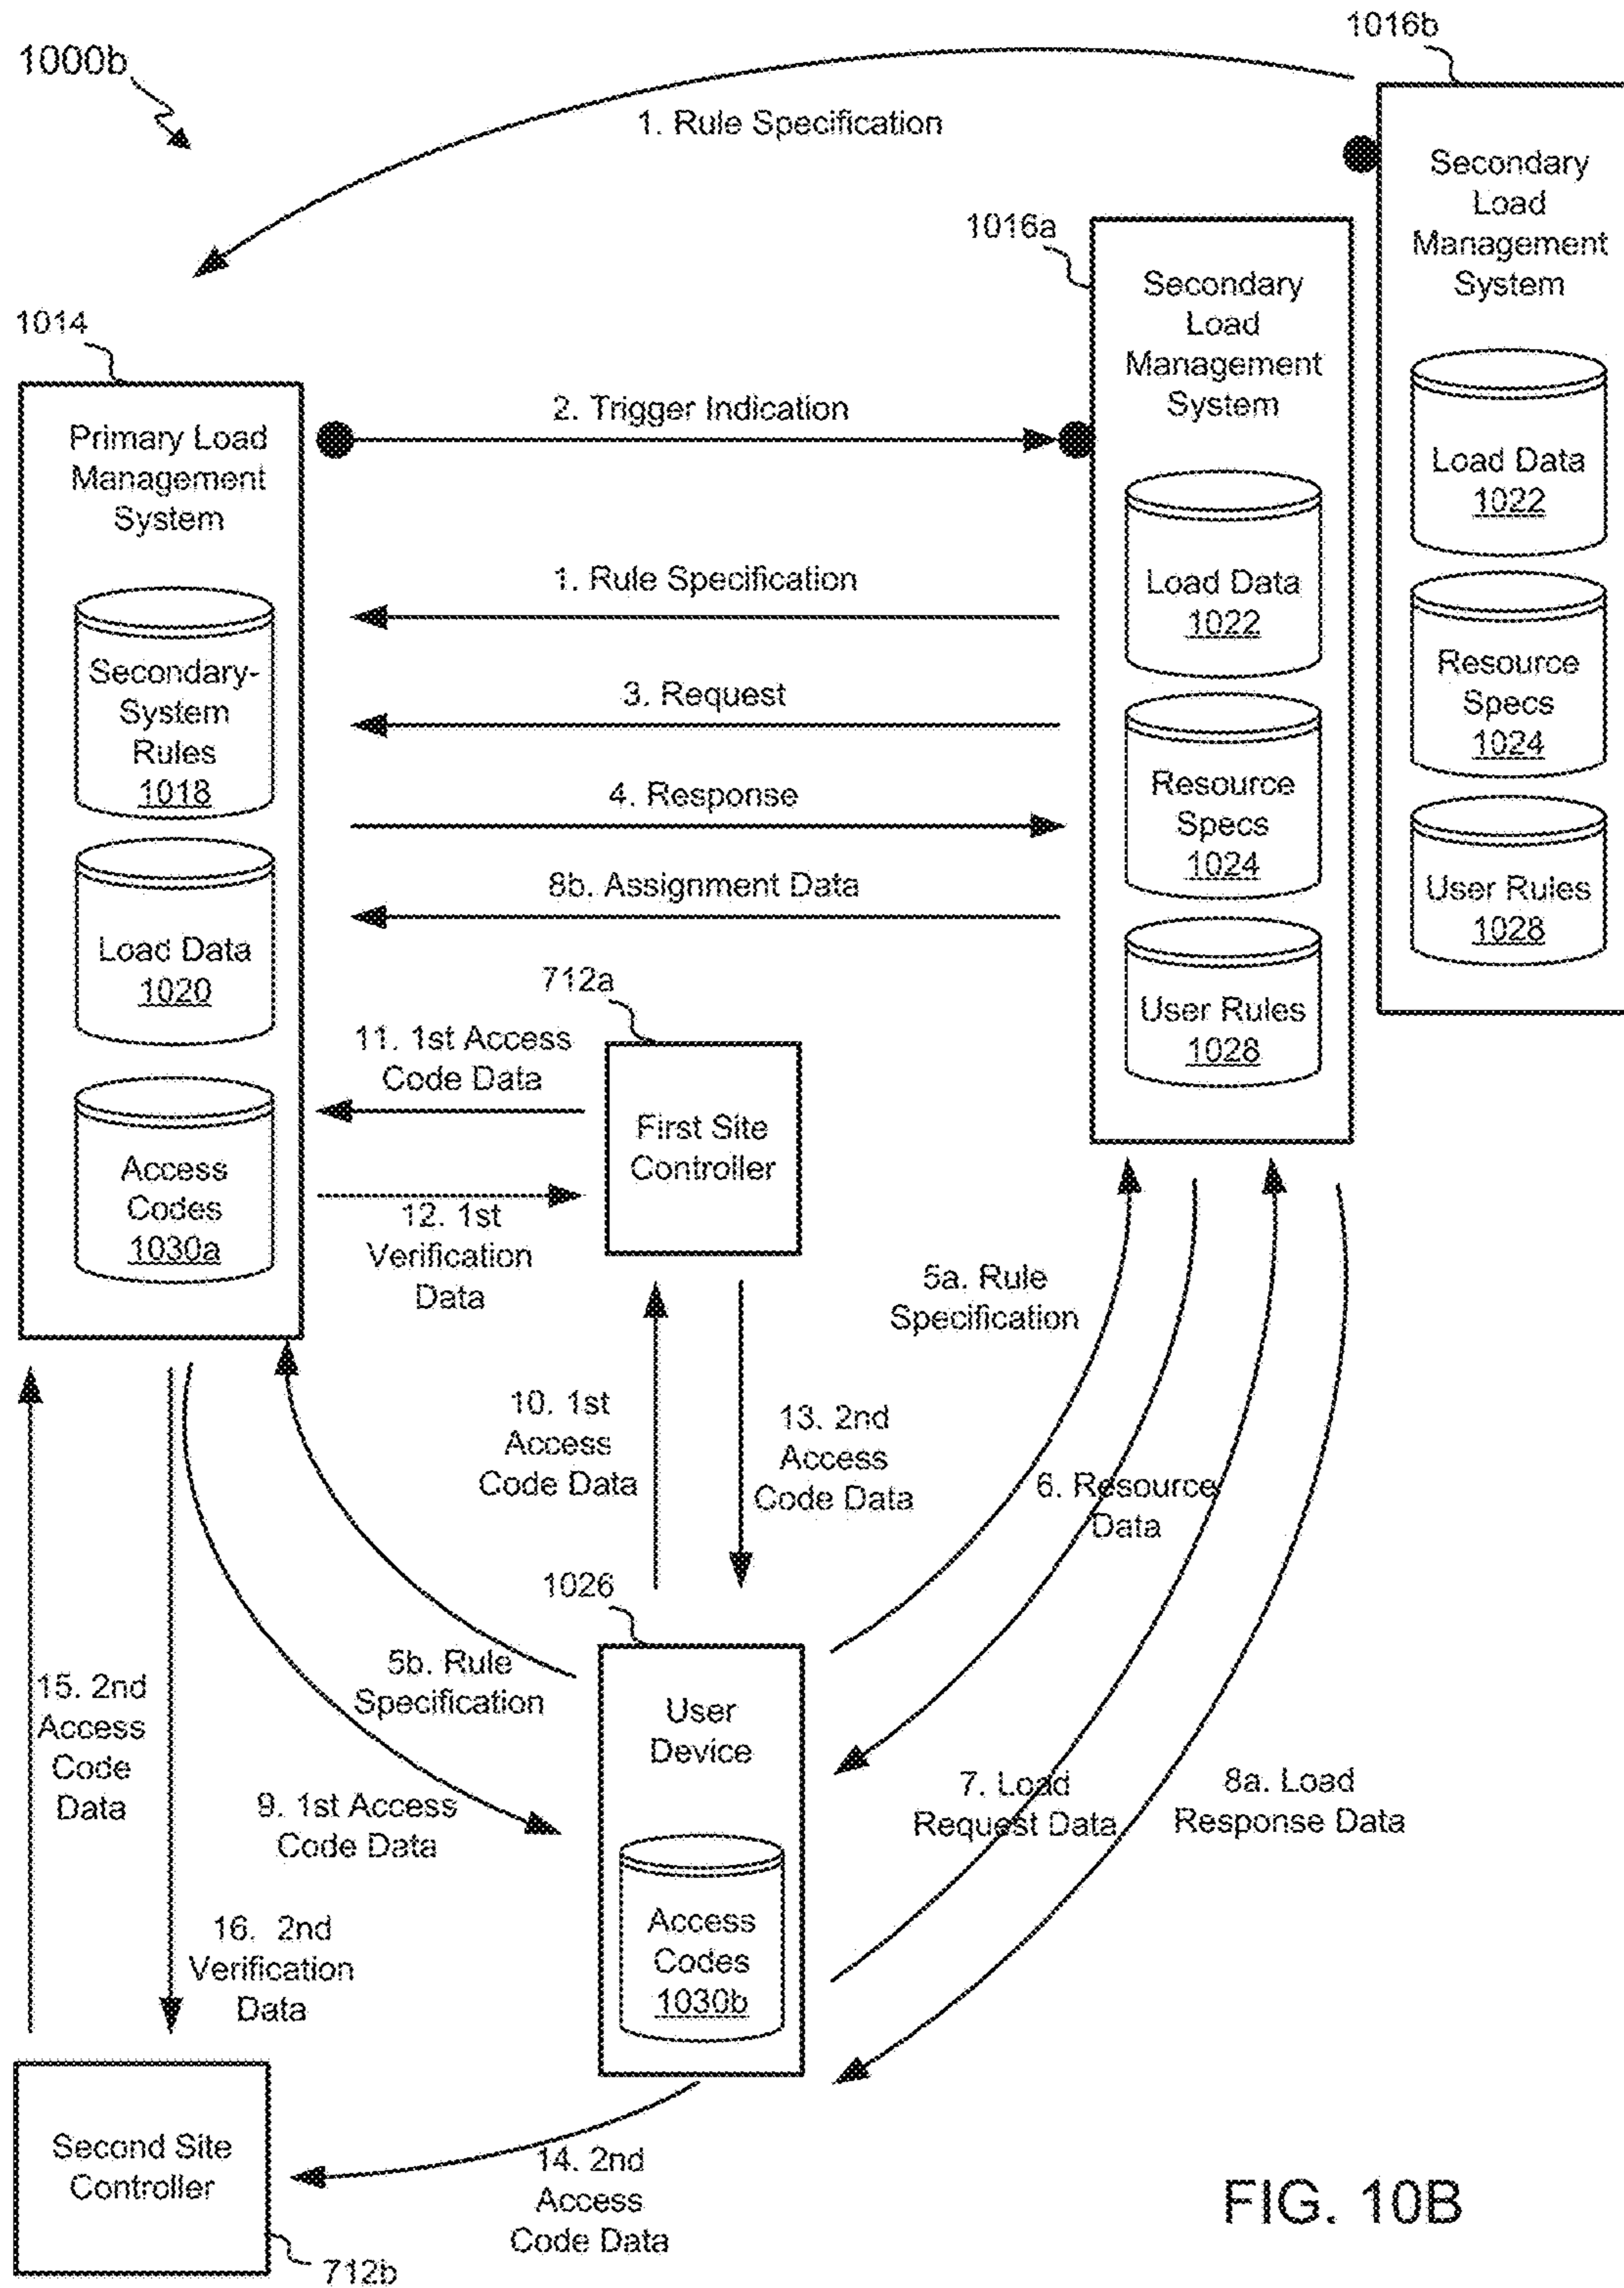 1000b
1016b
1. Rule Specification
Secondary
Load
Management
System
Load Data
1022
Resource
Specs
1024
User Rules
1028
1016a
Secondary
Load
Management
System
Load Data
1022
Resource
Specs
1024
User Rules
1028
1014
Primary Load
Management
System
Secondary-
System
Rules
1018
Load Data
1020
Access
Codes
1030a
2. Trigger Indication
1. Rule Specification
3. Request
4. Response
8b. Assignment Data
712a
11. 1st Access
Code Data
First Site
Controller
12. 1st
Verification
Data
5a. Rule
Specification
10. 1st
Access
Code Data
13. 2nd
Access
Code Data
6. Resource
Data
1026
5b. Rule
Specification
User
Device
Access
Codes
1030b
15. 2nd
Access
Code
Data
9. 1st Access
Code Data
7. Load
Request Data
8a. Load
Response Data
16. 2nd
Verification
Data
Second Site
Controller
14. 2nd
Access
Code Data
712b
FIG. 10B